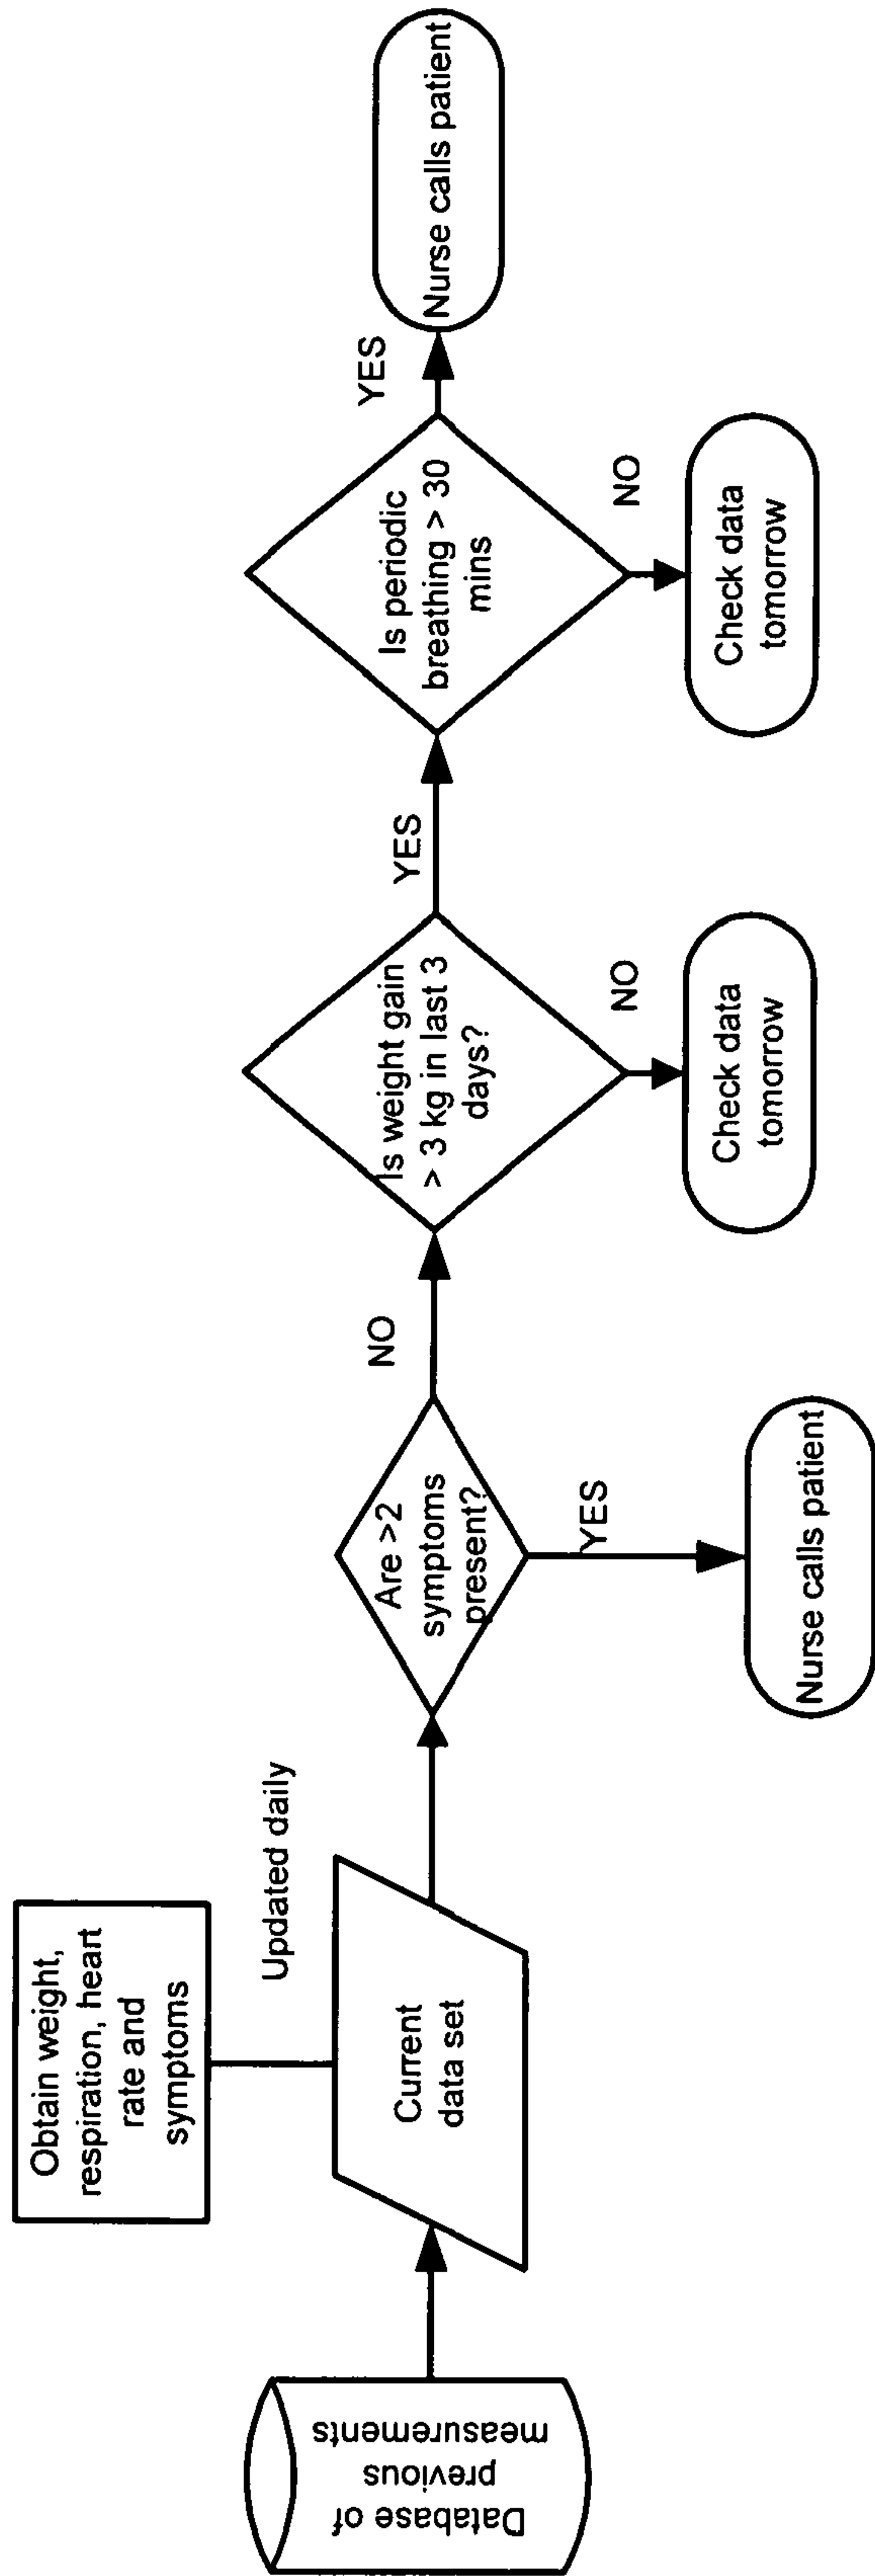 Database of
previous
measurements
Obtain weight,
respiration, heart
rate and
symptoms
Updated daily
Current
data set
Are >2
symptoms
present?
YES
Nurse calls patient
NO
Is weight gain
> 3 kg in last 3
days?
NO
Check data
tomorrow
YES
Is periodic
breathing > 30
mins
NO
Check data
tomorrow
YES
Nurse calls patient